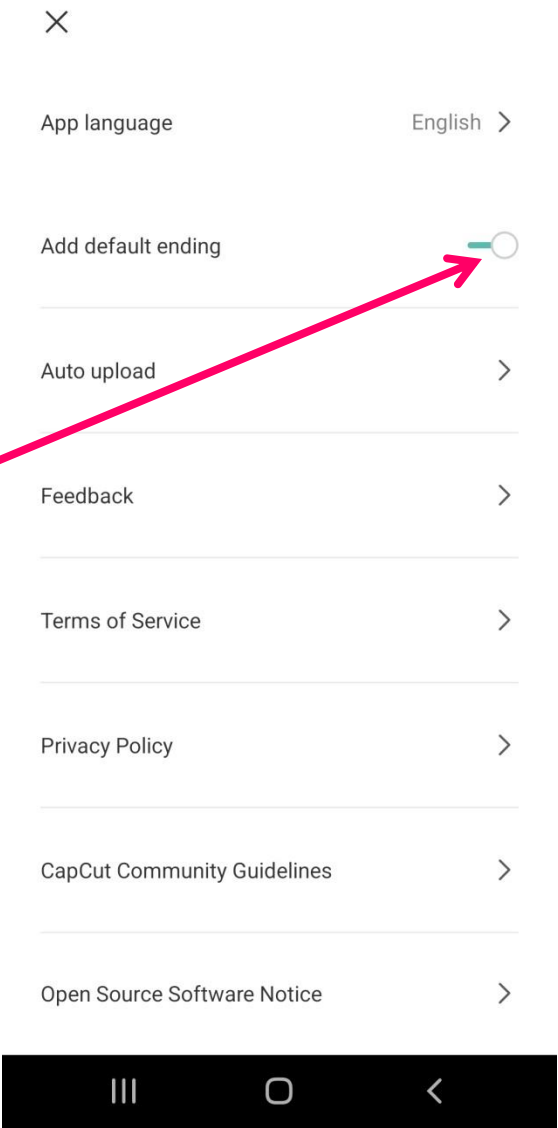 App language
English
Add default ending
Auto upload
Feedback
Terms of Service
Privacy Policy
CapCut Community Guidelines
Open Source Software Notice